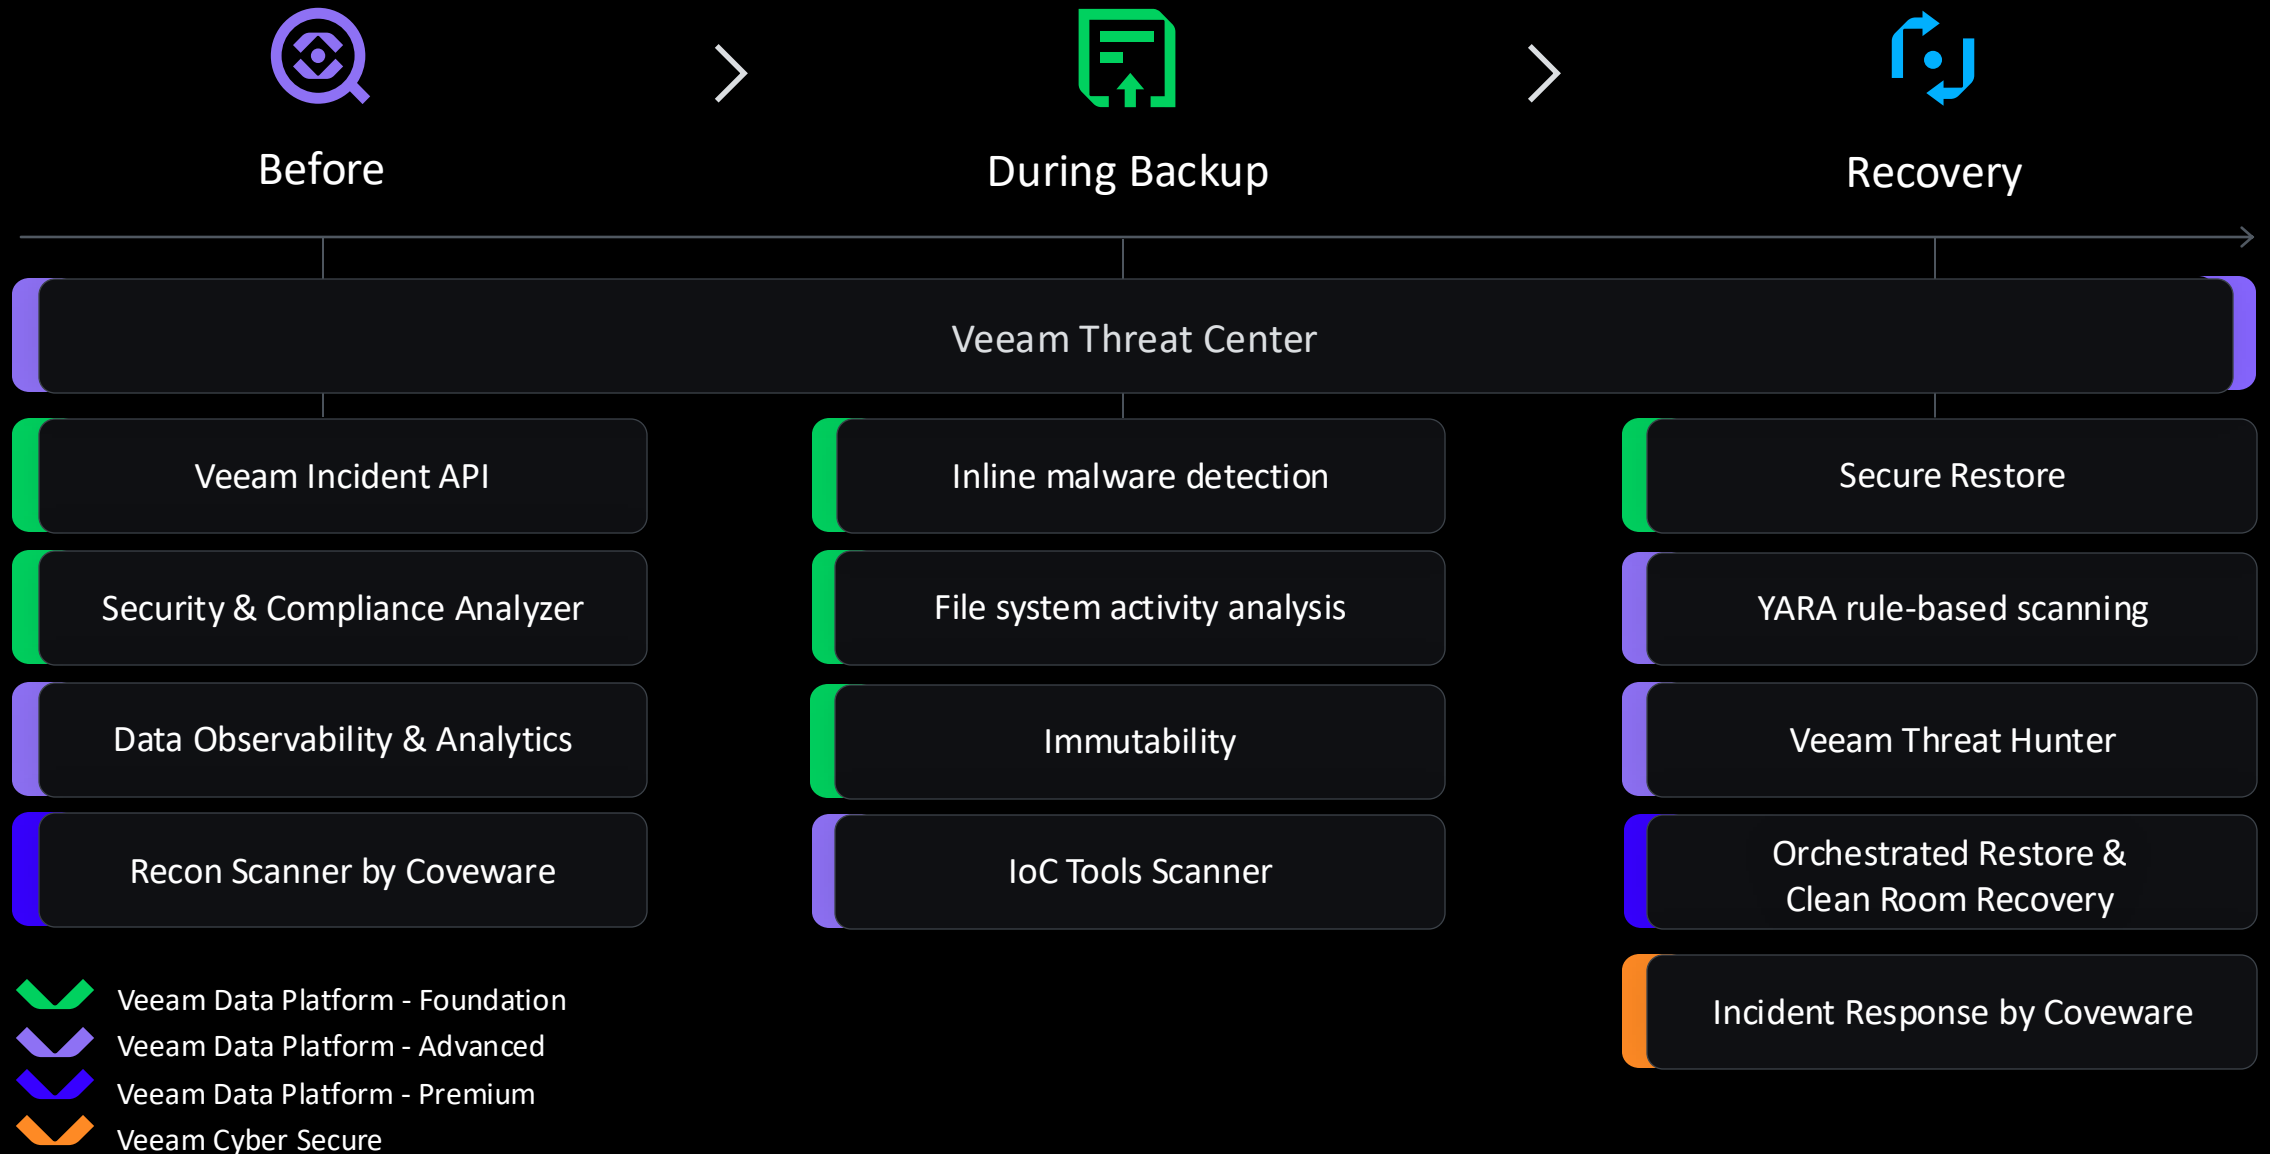 Before
During Backup
Recovery
Veeam Threat Center
Veeam Incident API
Security & Compliance Analyzer
Data Observability & Analytics
Recon Scanner by Coveware
Inline malware detection
File system activity analysis
Immutability
IoC Tools Scanner
Secure Restore
YARA rule-based scanning
Veeam Threat Hunter
Orchestrated Restore &
Clean Room Recovery
Incident Response by Coveware
Veeam Data Platform - Foundation
Veeam Data Platform - Advanced
Veeam Data Platform - Premium
Veeam Cyber Secure